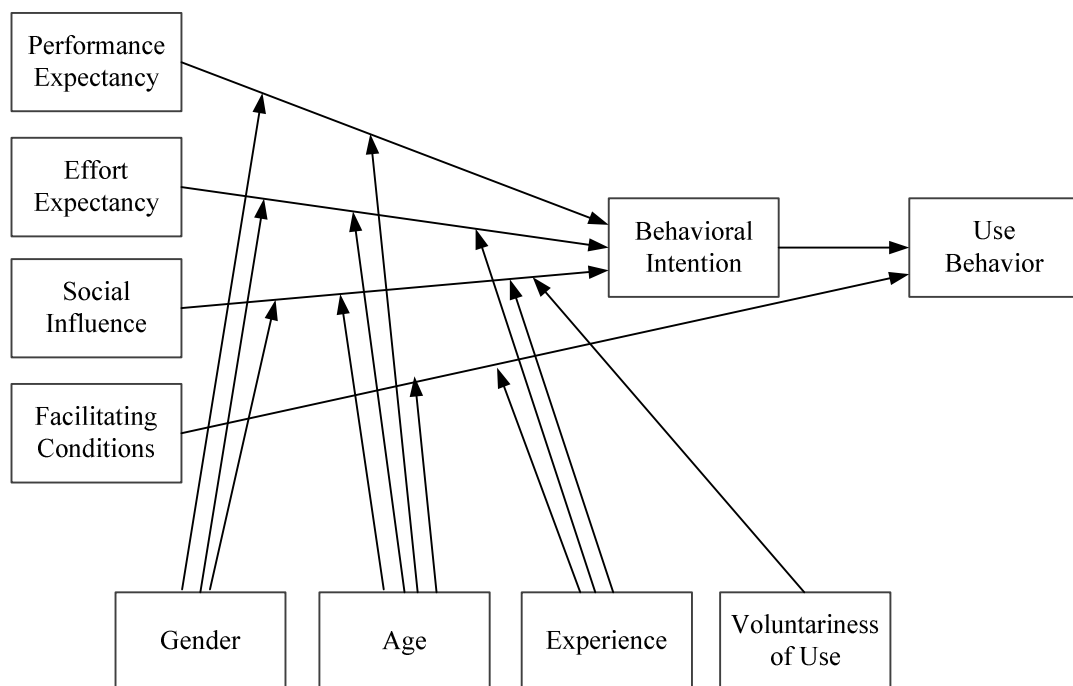 Performance
Expectancy
Effort
Expectancy
Social
Influence
Facilitating
Conditions
Behavioral
Intention
Use
Behavior
Gender
Age
Experience
Voluntariness
of Use